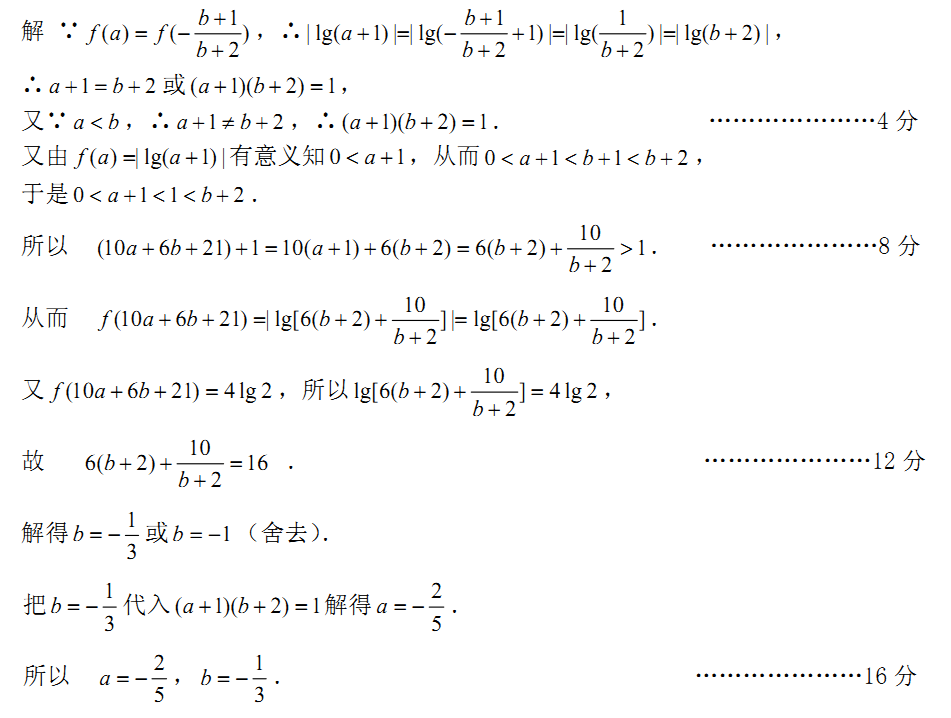 解 ∵ f(a) = f(-\frac{b+1}{b+2}) , ∴ | lg(a+1) |=| lg(-\frac{b+1}{b+2}+1) |=| lg(\frac{1}{b+2}) |=| lg(b+2) | ,
∴ a+1 = b+2 或 (a+1)(b+2) = 1 ,
又∵ a < b , ∴ a+1 ≠ b+2 , ∴ (a+1)(b+2) = 1 . …………………4 分
又由 f(a) =| lg(a+1) | 有意义知 0 < a+1 , 从而 0 < a+1 < b+1 < b+2 ,
于是 0 < a+1 < 1 < b+2 .
所以 (10a+6b+21)+1 = 10(a+1)+6(b+2) = 6(b+2)+\frac{10}{b+2} > 1 . …………………8 分
从而 f(10a+6b+21) =| lg[6(b+2)+\frac{10}{b+2}] |= lg[6(b+2)+\frac{10}{b+2}] .
又 f(10a+6b+21) = 4 lg 2 , 所以 lg[6(b+2)+\frac{10}{b+2}] = 4 lg 2 ,
故 6(b+2)+\frac{10}{b+2} = 16 . …………………12 分
解得 b = -\frac{1}{3} 或 b = -1 （舍去）.
把 b = -\frac{1}{3} 代入 (a+1)(b+2) = 1 解得 a = -\frac{2}{5} .
所以 a = -\frac{2}{5} , b = -\frac{1}{3} . …………………16 分